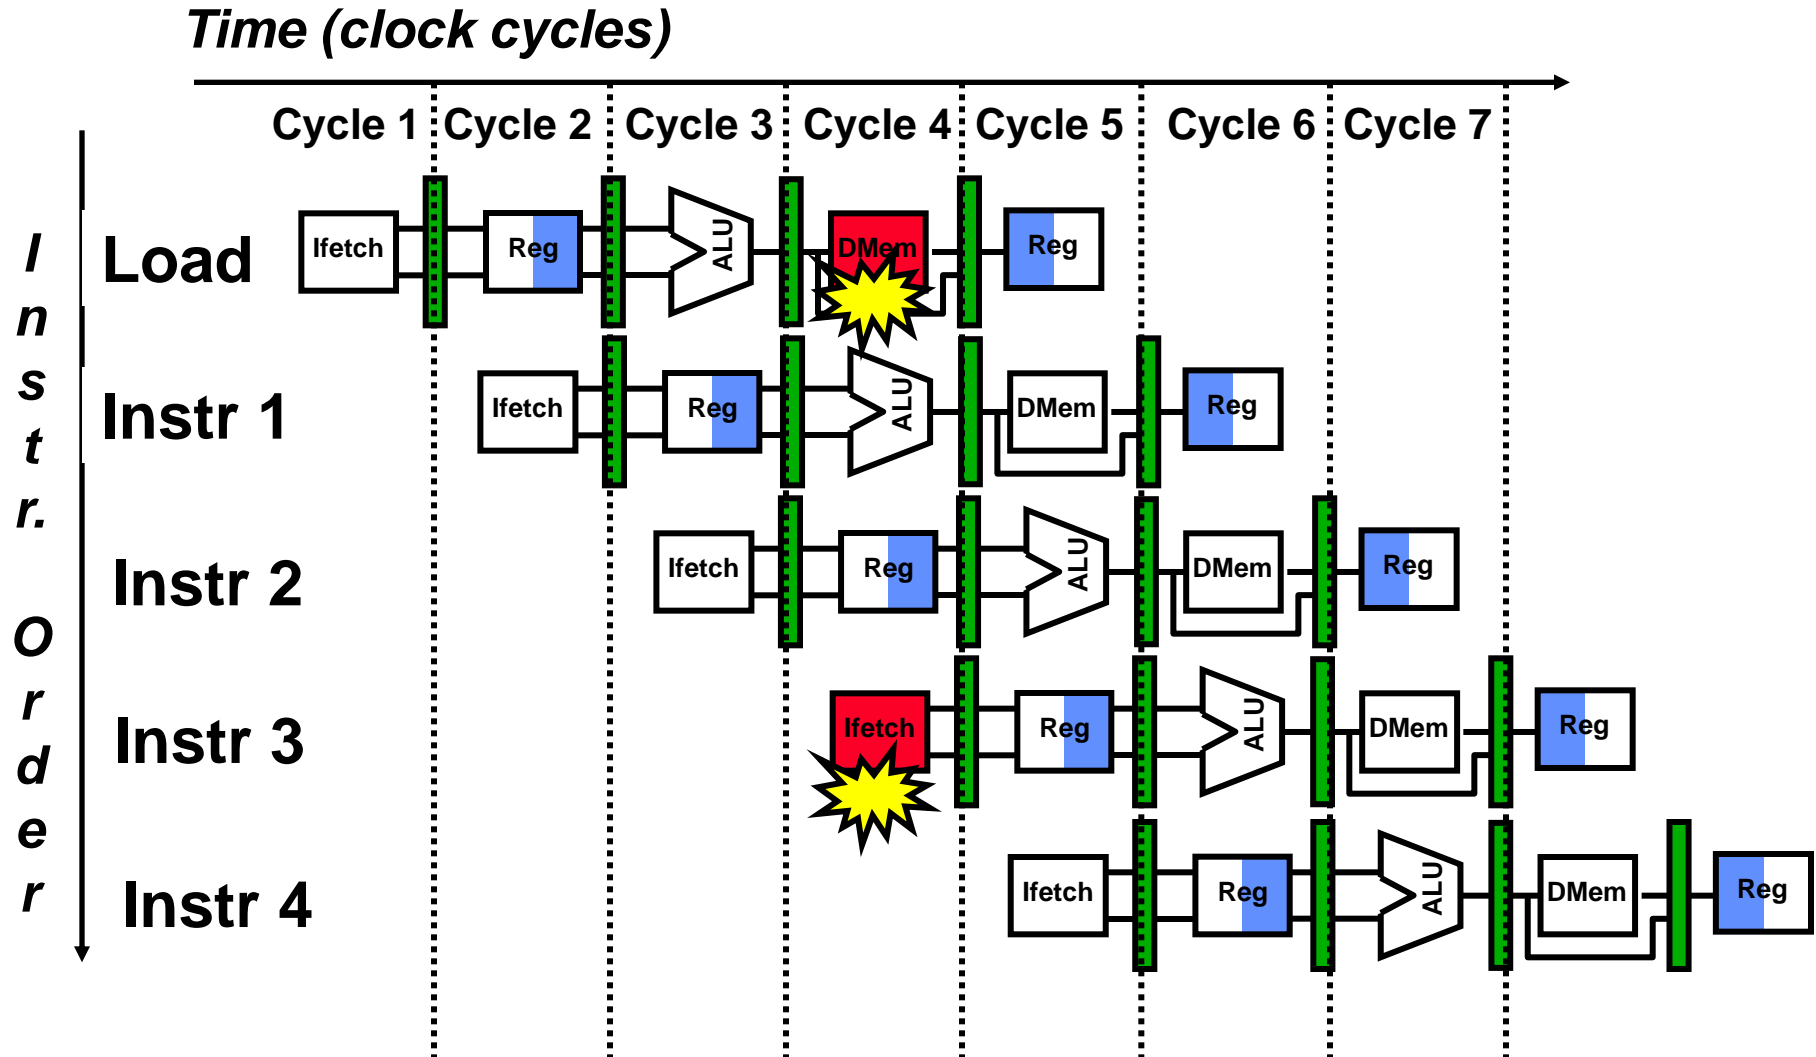 Time (clock cycles)
Cycle 1 Cycle 2 Cycle 3 Cycle 4 Cycle 5 Cycle 6 Cycle 7
Instr. Order
Load Ifetch Reg ALU DMem Reg
Instr 1 Ifetch Reg ALU DMem Reg
Instr 2 Ifetch Reg ALU DMem Reg
Instr 3 Ifetch Reg ALU DMem Reg
Instr 4 Ifetch Reg ALU DMem Reg